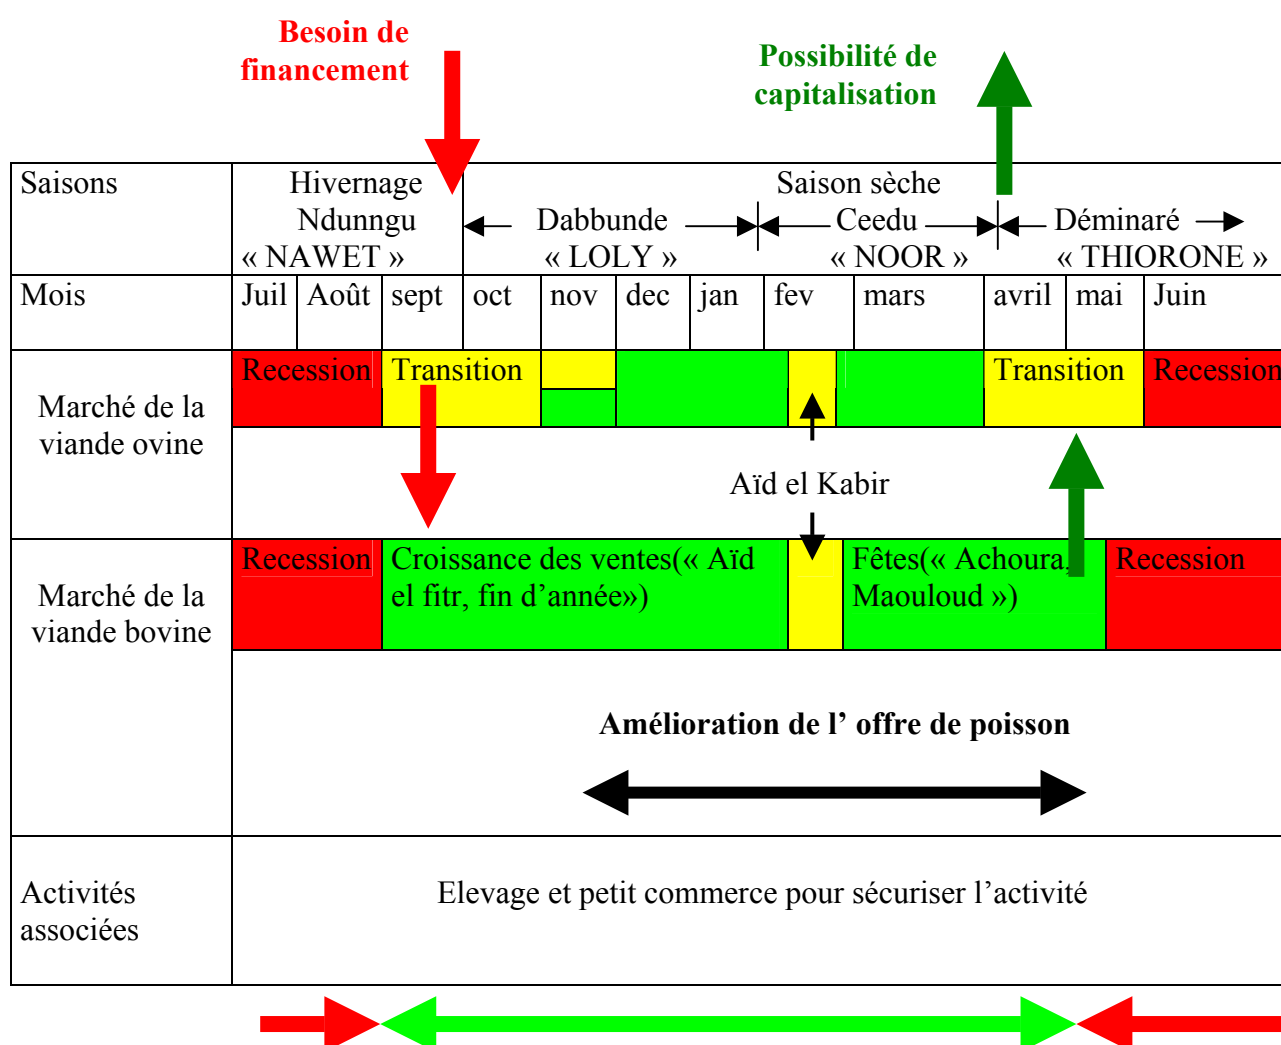 Besoin de
financement
Possibilité de
capitalisation
Saisons
Hivernage
Ndunngu
« NAWET »
Saison sèche
Dabbunde
« LOLY »
Ceedu
« NOOR »
Déminaré
« THIORONE »
Mois
Juil
Août
sept
oct
nov
dec
jan
fev
mars
avril
mai
Juin
Marché de la
viande ovine
Recession
Transition
Transition
Recession
Aïd el Kabir
Marché de la
viande bovine
Recession
Croissance des ventes(« Aïd
el fitr, fin d’année»)
Fêtes(« Achoura,
Maouloud »)
Recession
Amélioration de l’ offre de poisson
Activités
associées
Elevage et petit commerce pour sécuriser l’activité